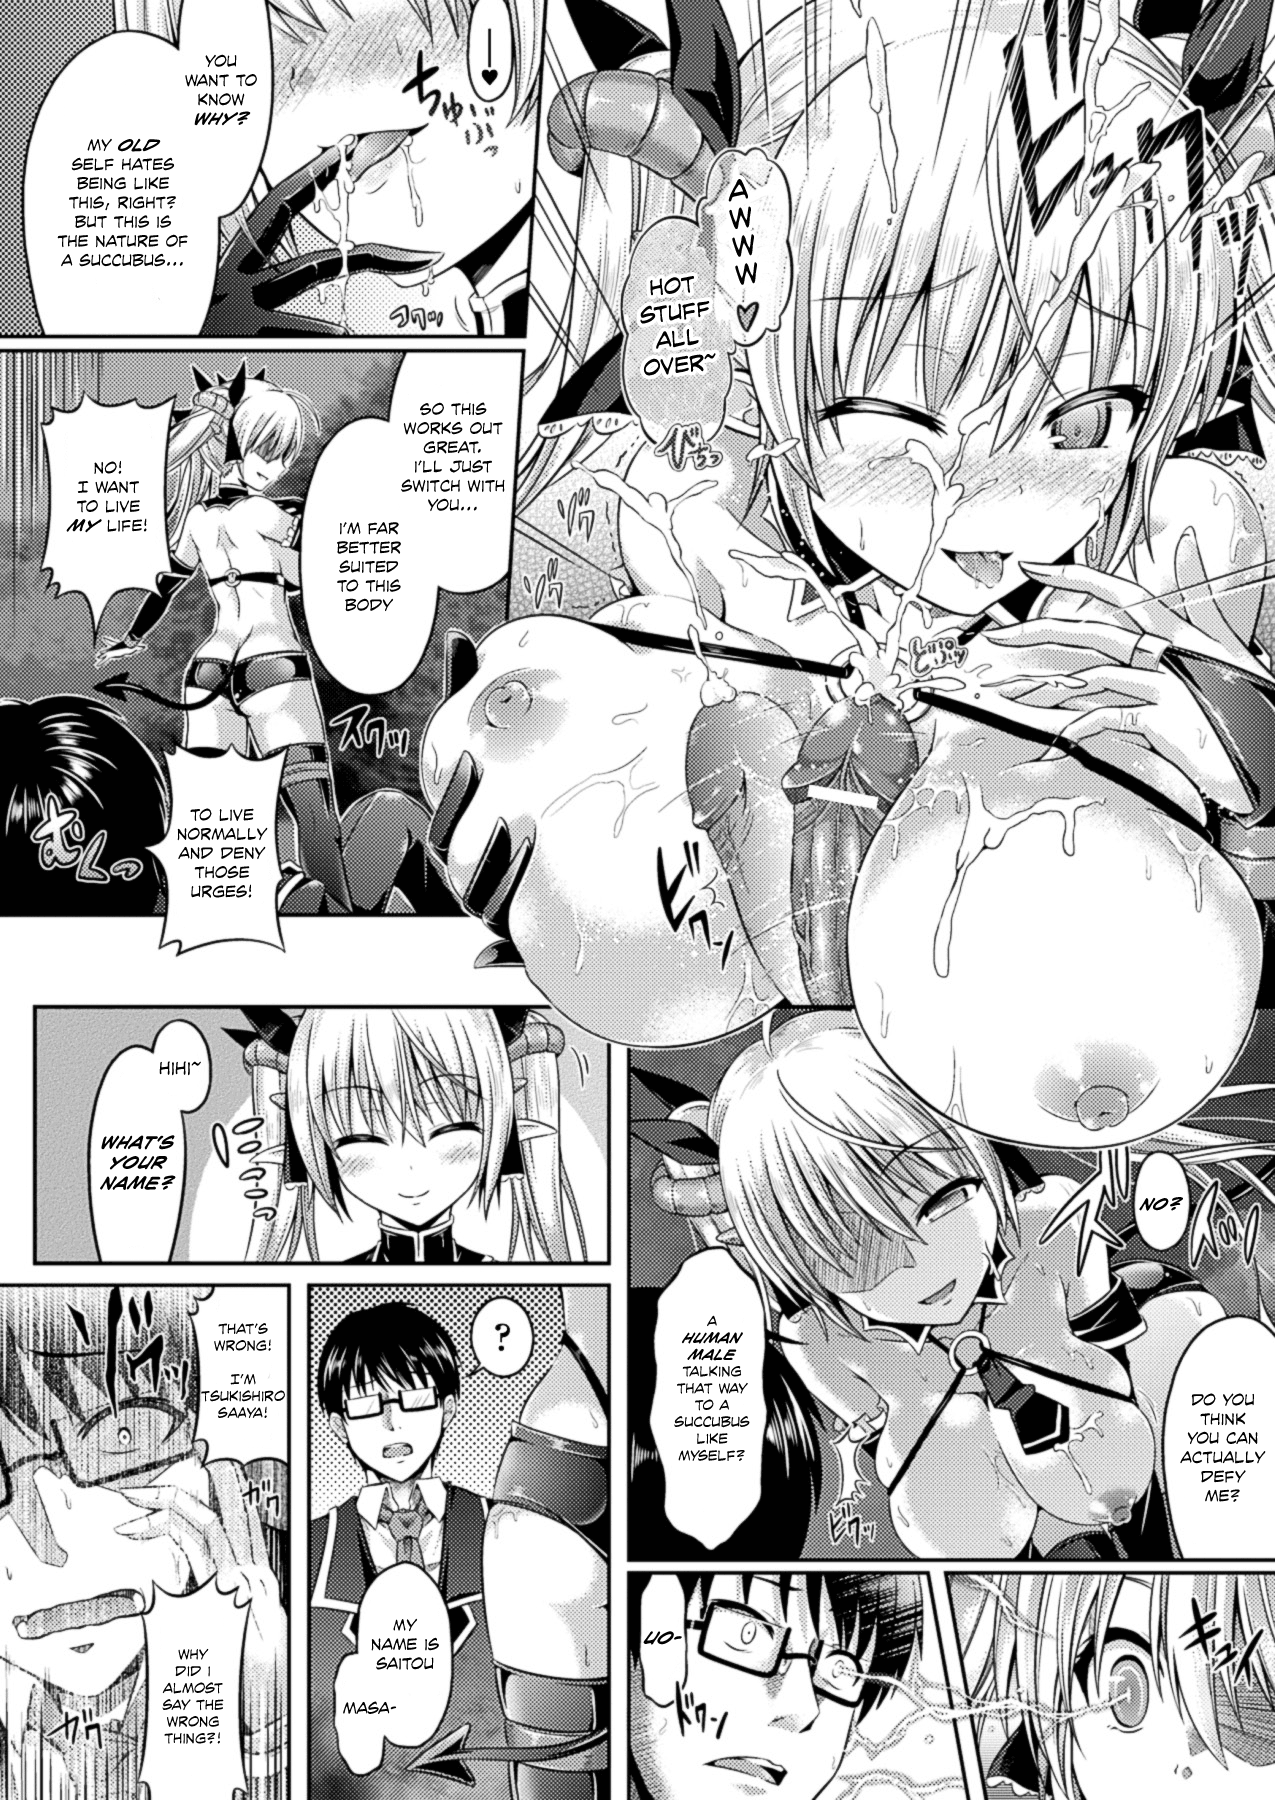 AWWW♥
HOT
STUFF
ALL
OVER~
YOU
WANT TO
KNOW
WHY?
MY OLD
SELF HATES
BEING LIKE
THIS, RIGHT?
BUT THIS IS
THE NATURE OF
A SUCCUBUS...
SO THIS
WORKS OUT
GREAT.
I'LL JUST
SWITCH WITH
YOU...
I'M FAR
BETTER
SUITED
TO THIS
BODY
NO!
I WANT
TO LIVE
MY LIFE!
TO LIVE
NORMALLY
AND DENY
THOSE
URGES!
NO?
DO YOU
THINK
YOU CAN
ACTUALLY
DEFY
ME?
A
HUMAN
MALE
TALKING
THAT WAY
TO A
SUCCUBUS
LIKE
MYSELF?
UO-
HIHI~
WHAT'S
YOUR
NAME?
?
MY
NAME IS
SAITOU
MASA-
THAT'S
WRONG!
I'M
TSUKISHIRO
SAAYA!
WHY
DID I
ALMOST
SAY THE
WRONG
THING?!